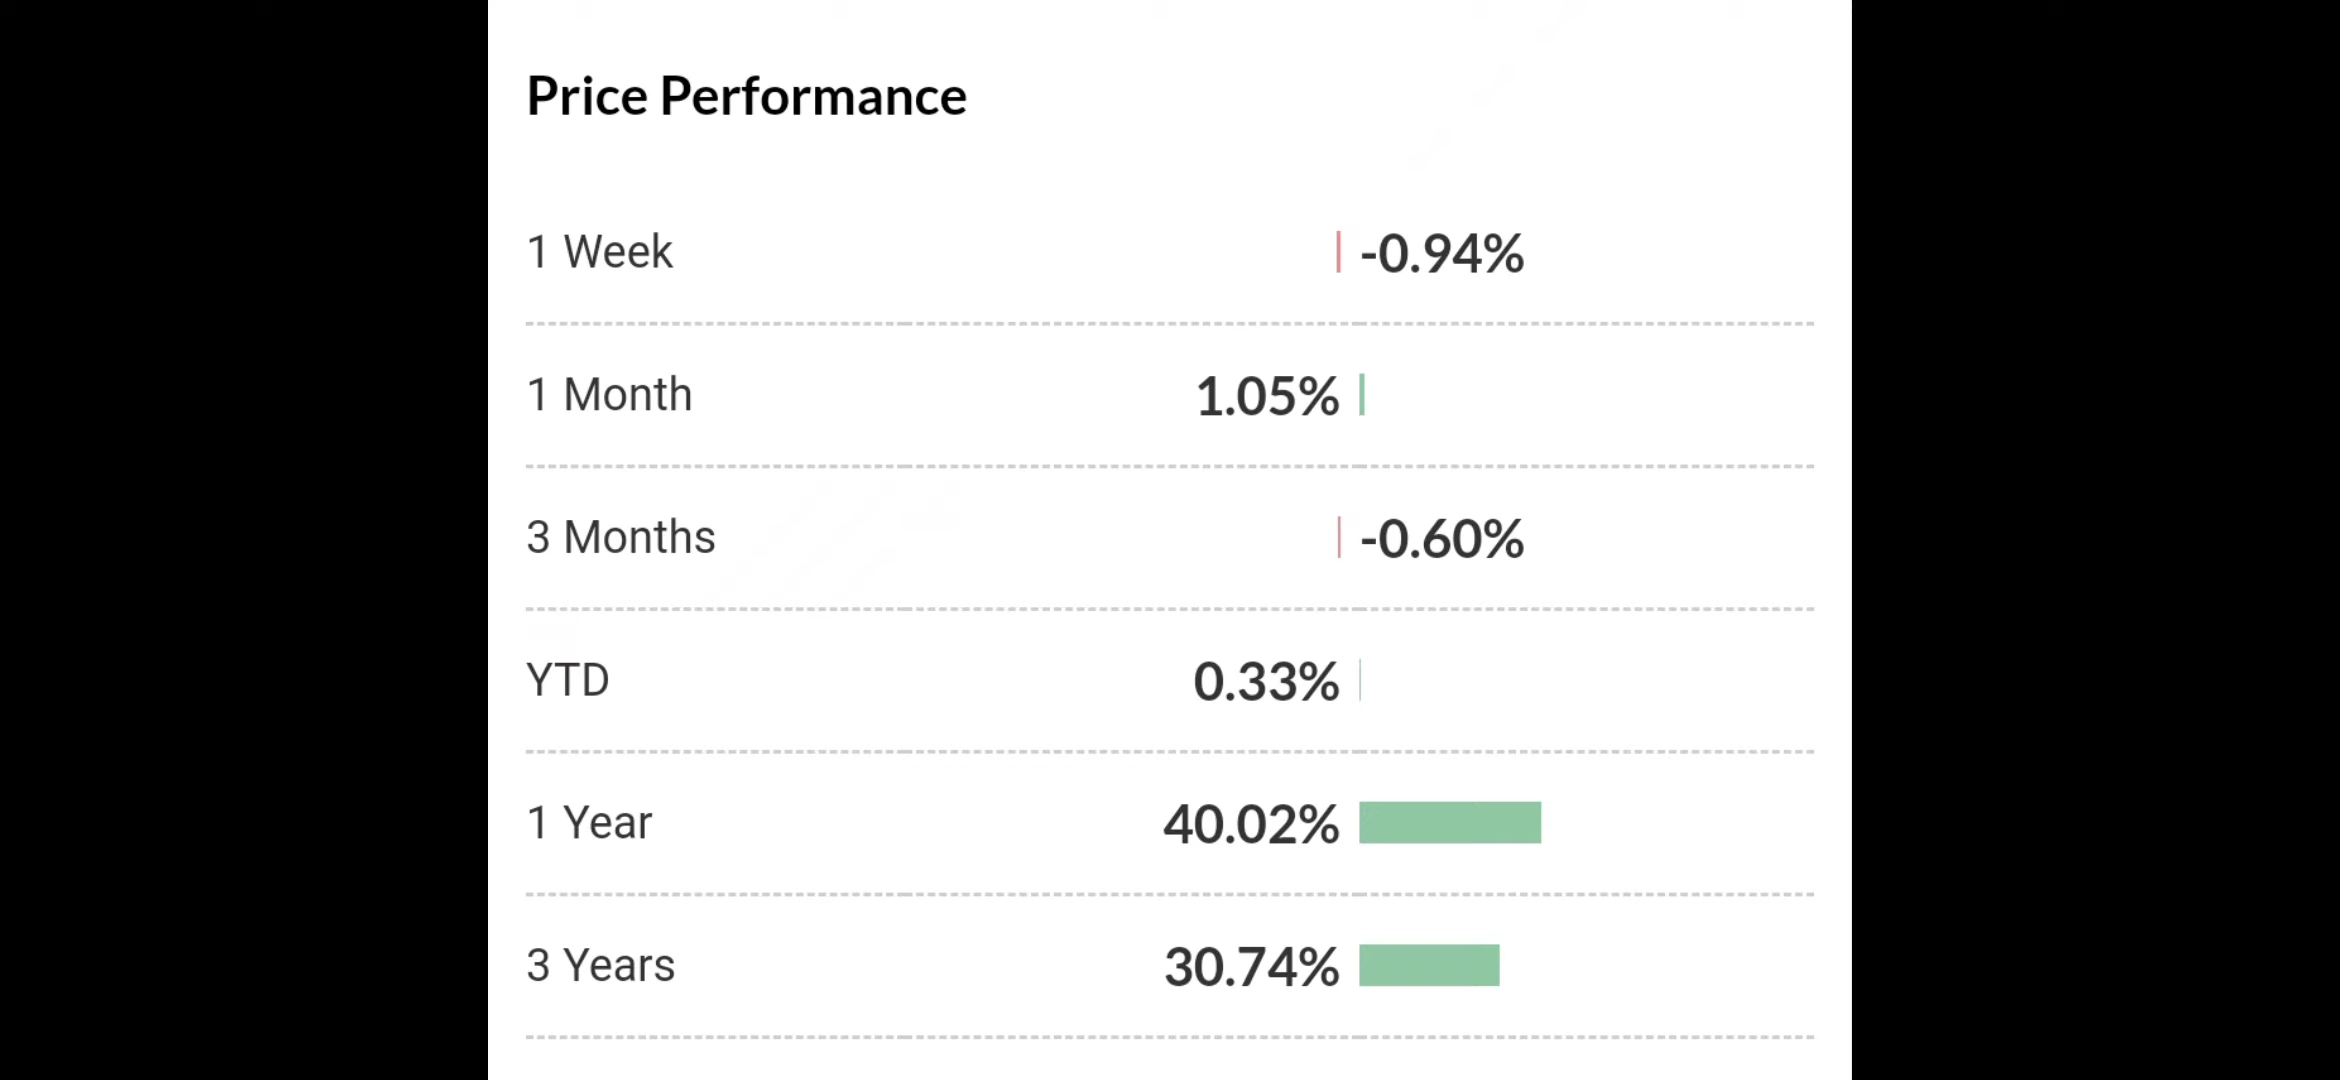 Price Performance
1 Week -0.94%
1 Month 1.05%
3 Months -0.60%
YTD 0.33%
1 Year 40.02%
3 Years 30.74%